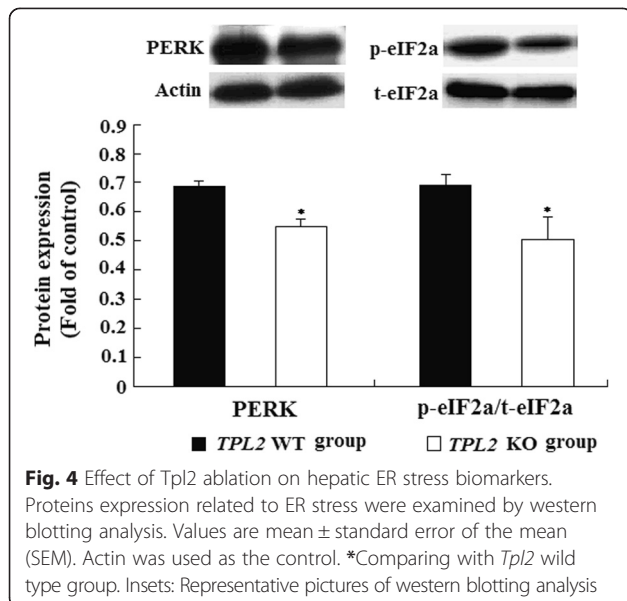 PERK p-eIF2a
Actin t-eIF2a
0.9
0.8
0.7
0.6
0.5
0.4
0.3
0.2
0.1
0
Protein expression
(Fold of control)
*
*
PERK p-eIF2a/t-eIF2a
■ TPL2 WT group □ TPL2 KO group
Fig. 4 Effect of Tpl2 ablation on hepatic ER stress biomarkers.
Proteins expression related to ER stress were examined by western
blotting analysis. Values are mean ± standard error of the mean
(SEM). Actin was used as the control. *Comparing with Tpl2 wild
type group. Insets: Representative pictures of western blotting analysis